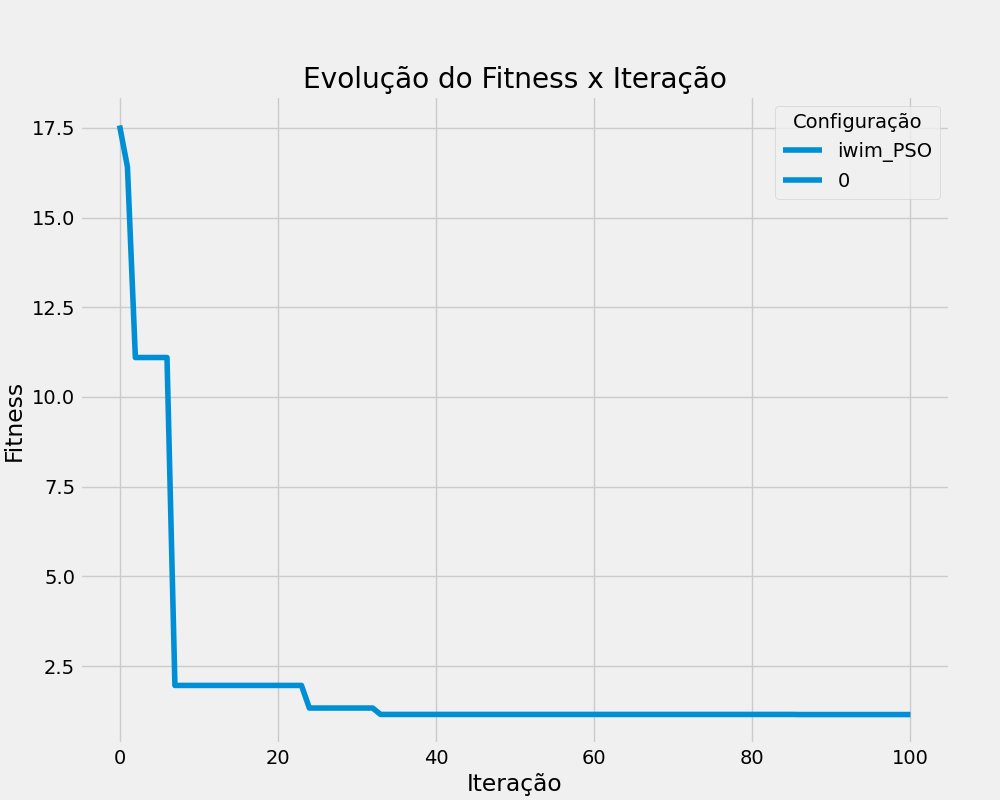 Evolução do Fitness x Iteração
Configuração
iwim_PSO
0
17.5
15.0
12.5
10.0
7.5
5.0
2.5
Fitness
0 20 40 60 80 100
Iteração